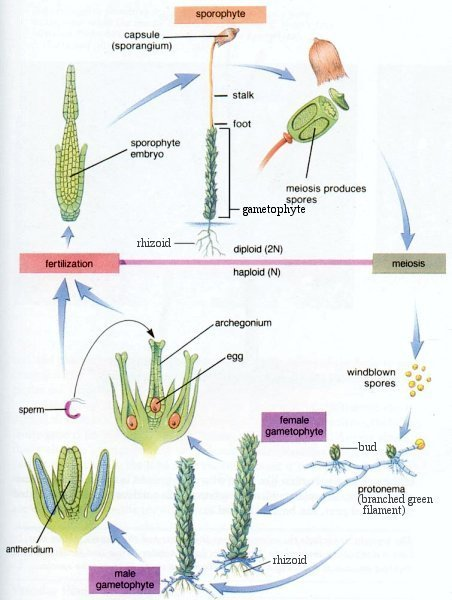 sporophyte
capsule
(sporangium)
stalk
foot
sporophyte
embryo
meiosis produces
spores
gametophyte
rhizoid
diploid (2N)
fertilization
meiosis
haploid (N)
archegonium
egg
windblown
spores
sperm
female
gametophyte
bud
protonema
(branched green
filament)
antheridium
rhizoid
male
gametophyte